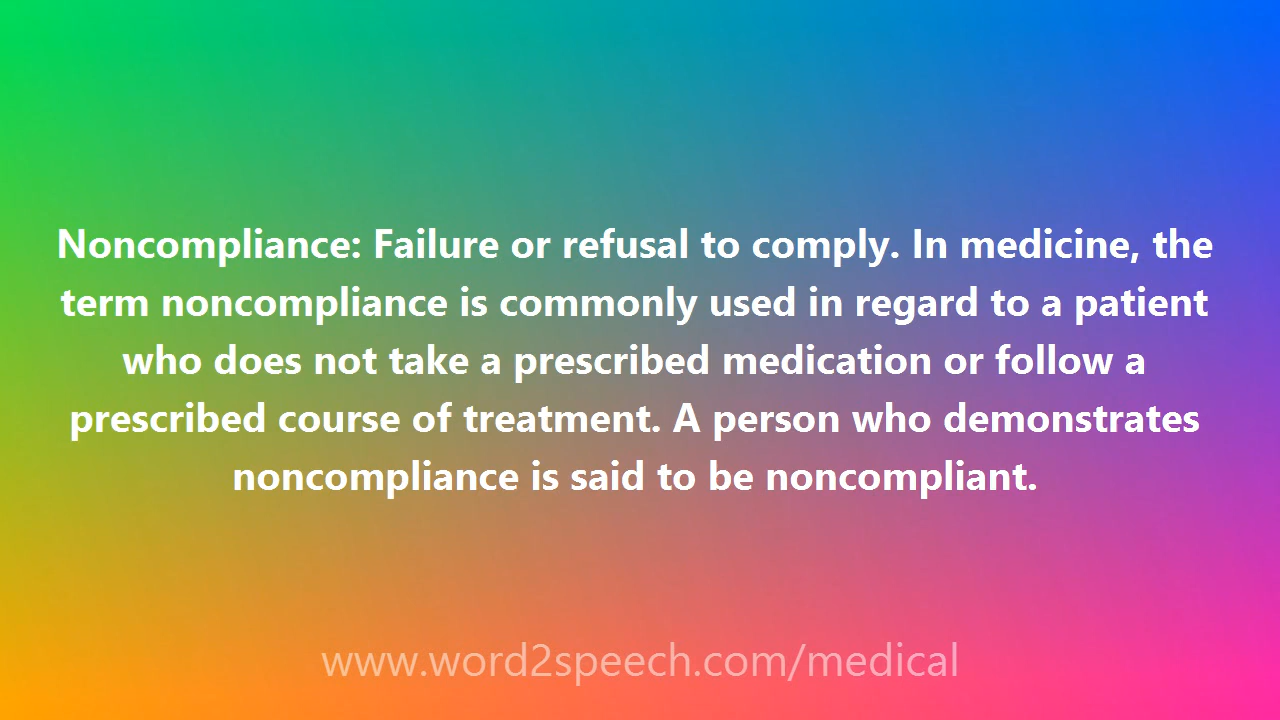 Noncompliance: Failure or refusal to comply. In medicine, the
term noncompliance is commonly used in regard to a patient
who does not take a prescribed medication or follow a
prescribed course of treatment. A person who demonstrates
noncompliance is said to be noncompliant.
www.word2speech.com/medical